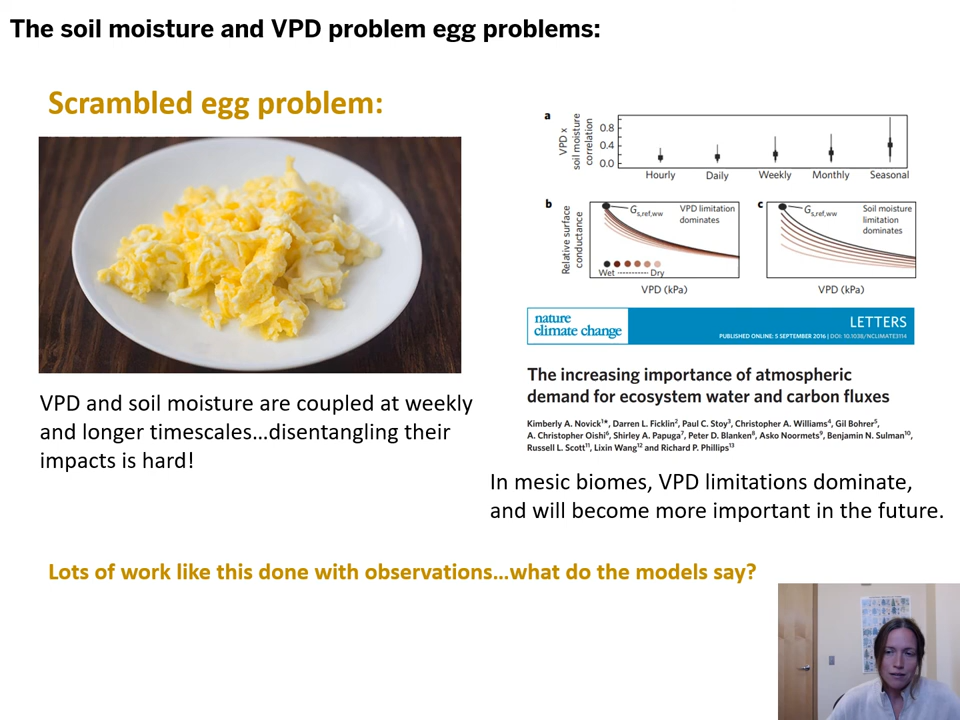 The soil moisture and VPD problem egg problems:
Scrambled egg problem:
VPD and soil moisture are coupled at weekly
and longer timescales...disentangling their
impacts is hard!
a
VPD x
soil moisture
correlation
0.8
0.4
0.0
Hourly
Daily
Weekly
Monthly
Seasonal
b
Relative surface
conductance
Gs,ref,ww
VPD limitation
dominates
Wet
Dry
VPD (kPa)
c
Gs,ref,ww
Soil moisture
limitation
dominates
VPD (kPa)
nature
climate change
LETTERS
PUBLISHED ONLINE: 5 SEPTEMBER 2016 | DOI: 10.1038/NCLIMATE3114
The increasing importance of atmospheric
demand for ecosystem water and carbon fluxes
Kimberly A. Novick1*, Darren L. Ficklin2, Paul C. Stoy3, Christopher A. Williams4, Gil Bohrer5,
A. Christopher Oishi6, Shirley A. Papuga7, Peter D. Blanken8, Asko Noormets9, Benjamin N. Sulman10,
Russell L. Scott11, Lixin Wang12 and Richard P. Phillips13
In mesic biomes, VPD limitations dominate,
and will become more important in the future.
Lots of work like this done with observations...what do the models say?